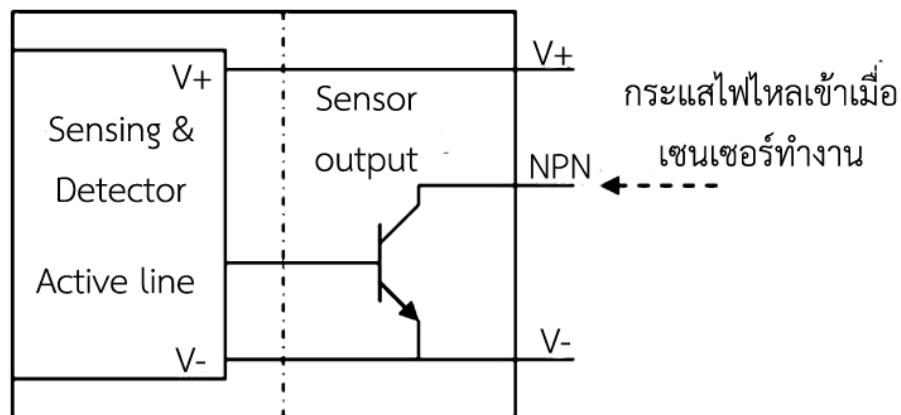 V+
Sensing &
Detector
Active line
V-
Sensor
output
V+
NPN
V-
กระแสไฟไหลเข้าเมื่อ
เซนเซอร์ทำงาน